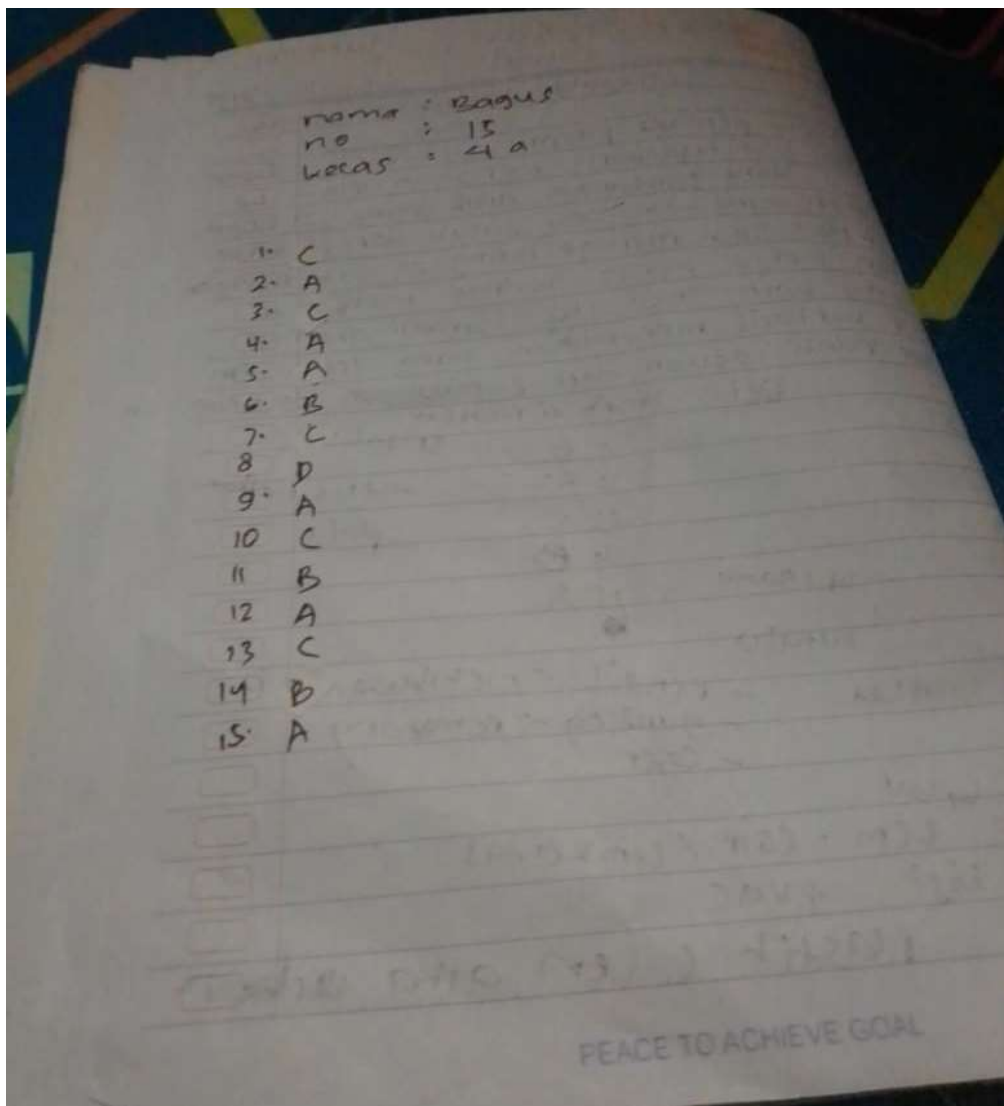 nama : Bagus
no : 15
kecas : 4 a
1. C
2. A
3. C
4. A
5. A
6. B
7. C
8 D
9. A
10 C
11 B
12 A
13 C
14 B
15. A
PEACE TO ACHIEVE GOAL